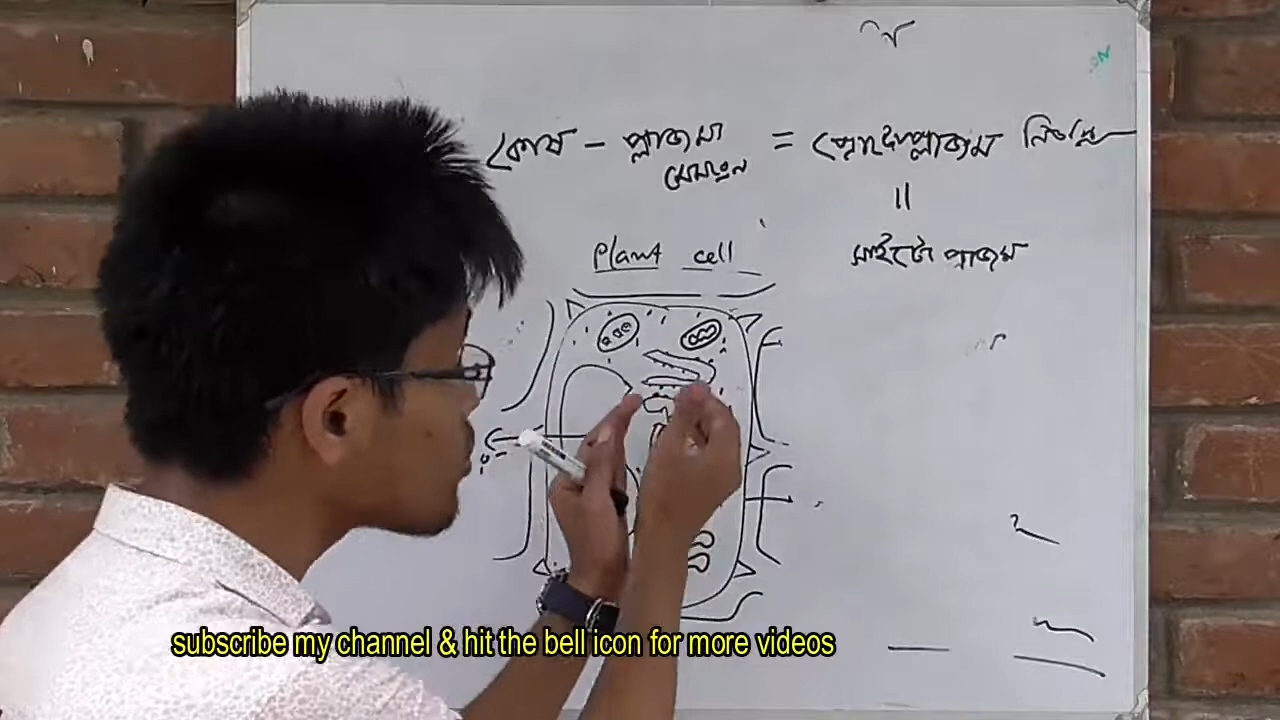 কোষ - প্লাজমা = প্রোটোপ্লাজম
মেমব্রেন
||
Plant cell
সাইটো প্লাজম
subscribe my channel & hit the bell icon for more videos